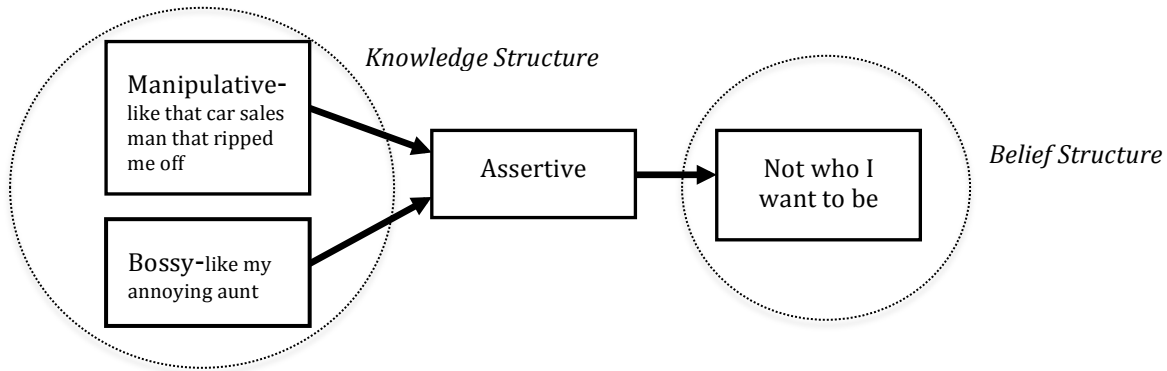 Knowledge Structure
Manipulative-
like that car sales
man that ripped
me off
Bossy-like my
annoying aunt
Assertive
Not who I
want to be
Belief Structure